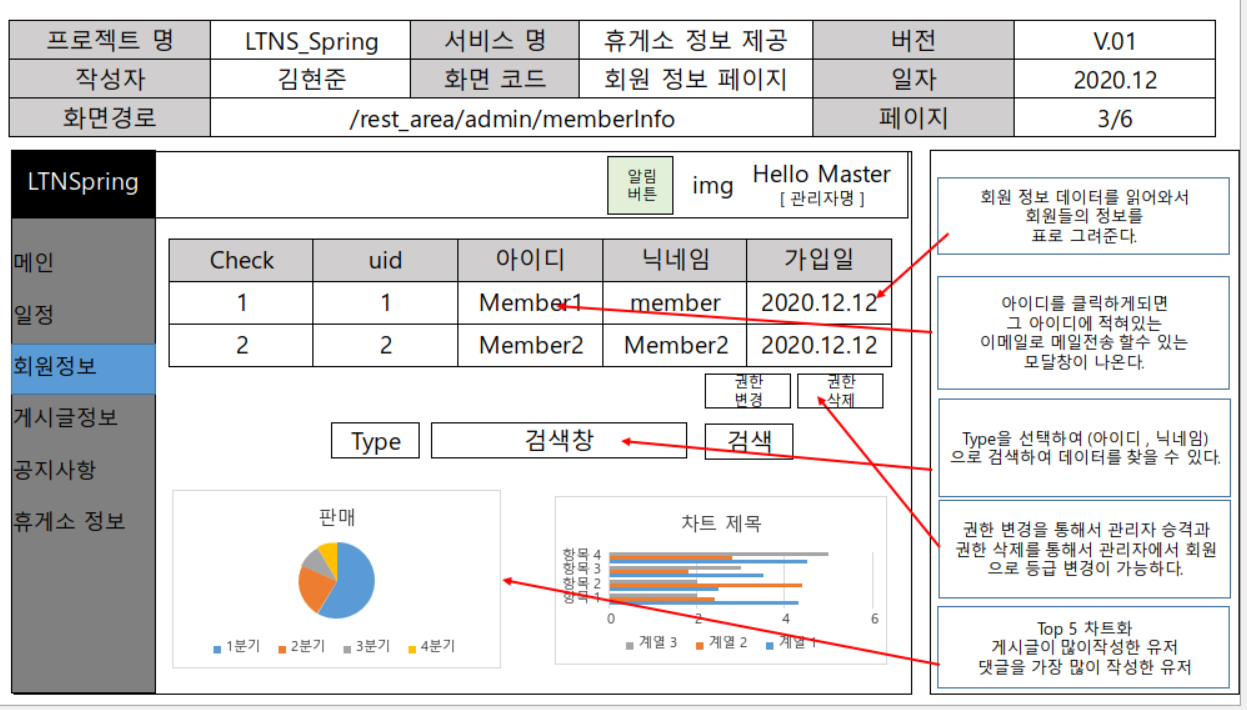 프로젝트 명 LTNS_Spring 서비스 명 휴게소 정보 제공 버전 V.01
작성자 김현준 화면 코드 회원 정보 페이지 일자 2020.12
화면경로 /rest_area/admin/memberInfo 페이지 3/6
LTNSpring
알림
버튼
img
Hello Master
[ 관리자명 ]
메인
일정
회원정보
게시글정보
공지사항
휴게소 정보
Check uid 아이디 닉네임 가입일
1 1 Member1 member 2020.12.12
2 2 Member2 Member2 2020.12.12
권한
변경
권한
삭제
Type 검색창 검색
판매
1분기 2분기 3분기 4분기
차트 제목
항목 4
항목 3
항목 2
항목 1
0 2 4 6
계열 3 계열 2 계열 1
회원 정보 데이터를 읽어와서
회원들의 정보를
표로 그려준다.
아이디를 클릭하게되면
그 아이디에 적혀있는
이메일로 메일전송 할수 있는
모달창이 나온다.
Type을 선택하여 (아이디 , 닉네임)
으로 검색하여 데이터를 찾을 수 있다.
권한 변경을 통해서 관리자 승격과
권한 삭제를 통해서 관리자에서 회원
으로 등급 변경이 가능하다.
Top 5 차트화
게시글이 많이작성한 유저
댓글을 가장 많이 작성한 유저